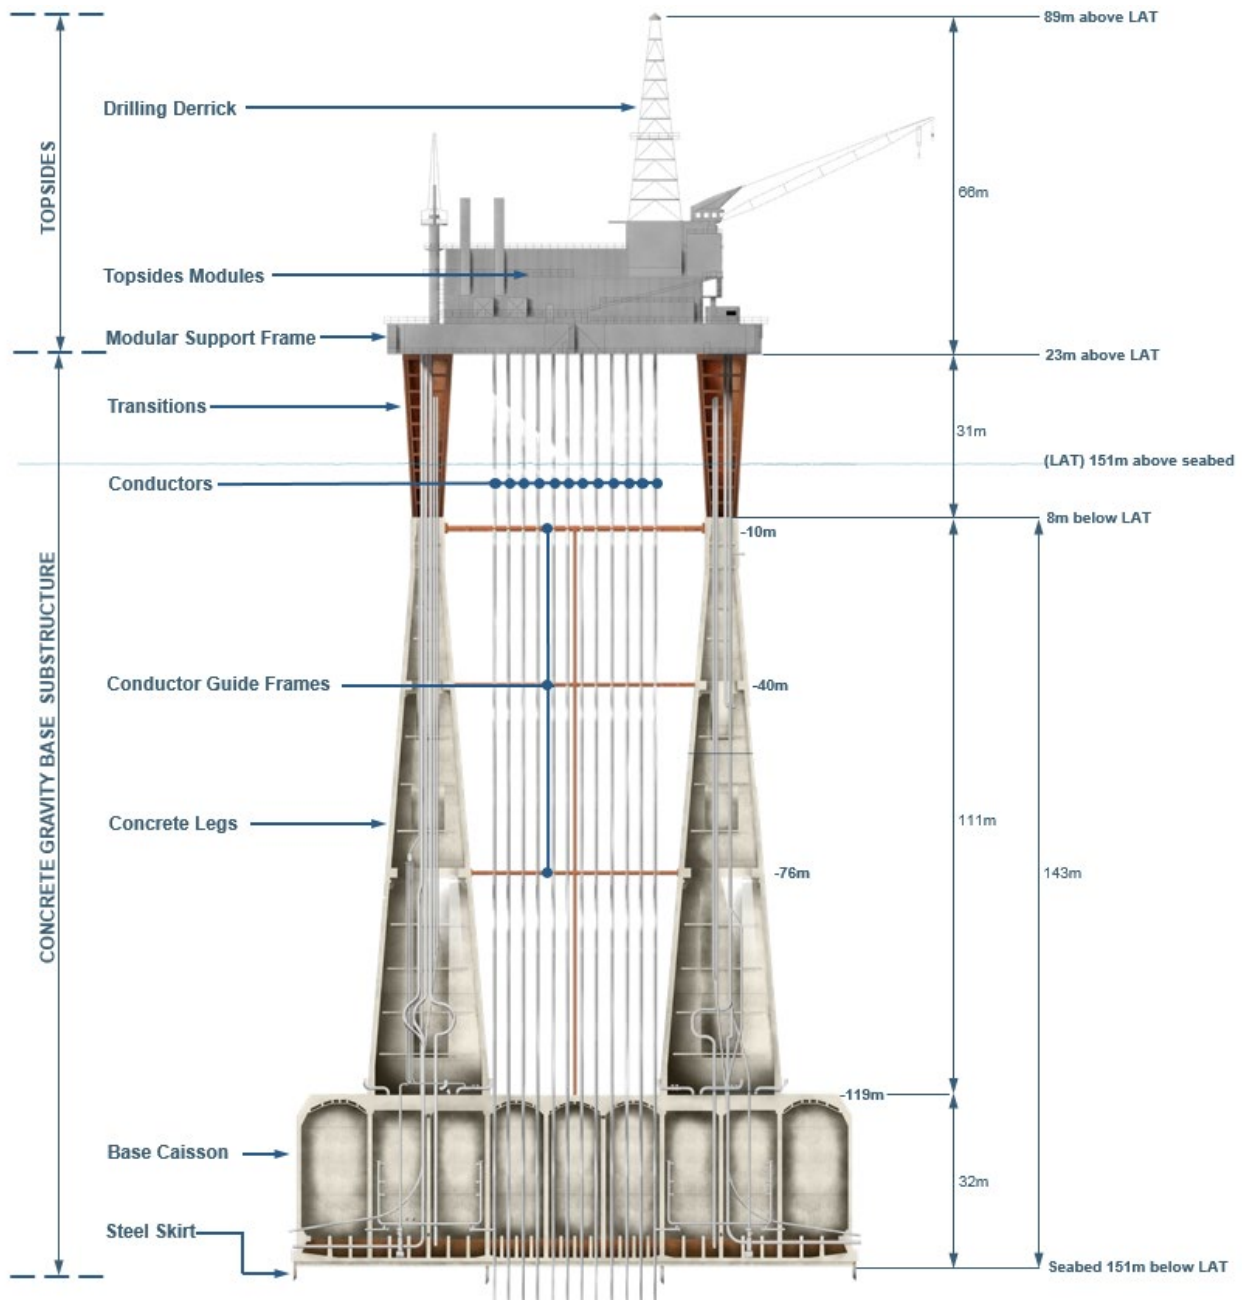 89m above LAT
Drilling Derrick
TOPSIDES
66m
Topsides Modules
Modular Support Frame
23m above LAT
Transitions
31m
(LAT) 151m above seabed
Conductors
8m below LAT
-10m
CONCRETE GRAVITY BASE SUBSTRUCTURE
Conductor Guide Frames
-40m
Concrete Legs
111m
-76m
143m
-119m
Base Caisson
32m
Steel Skirt
Seabed 151m below LAT